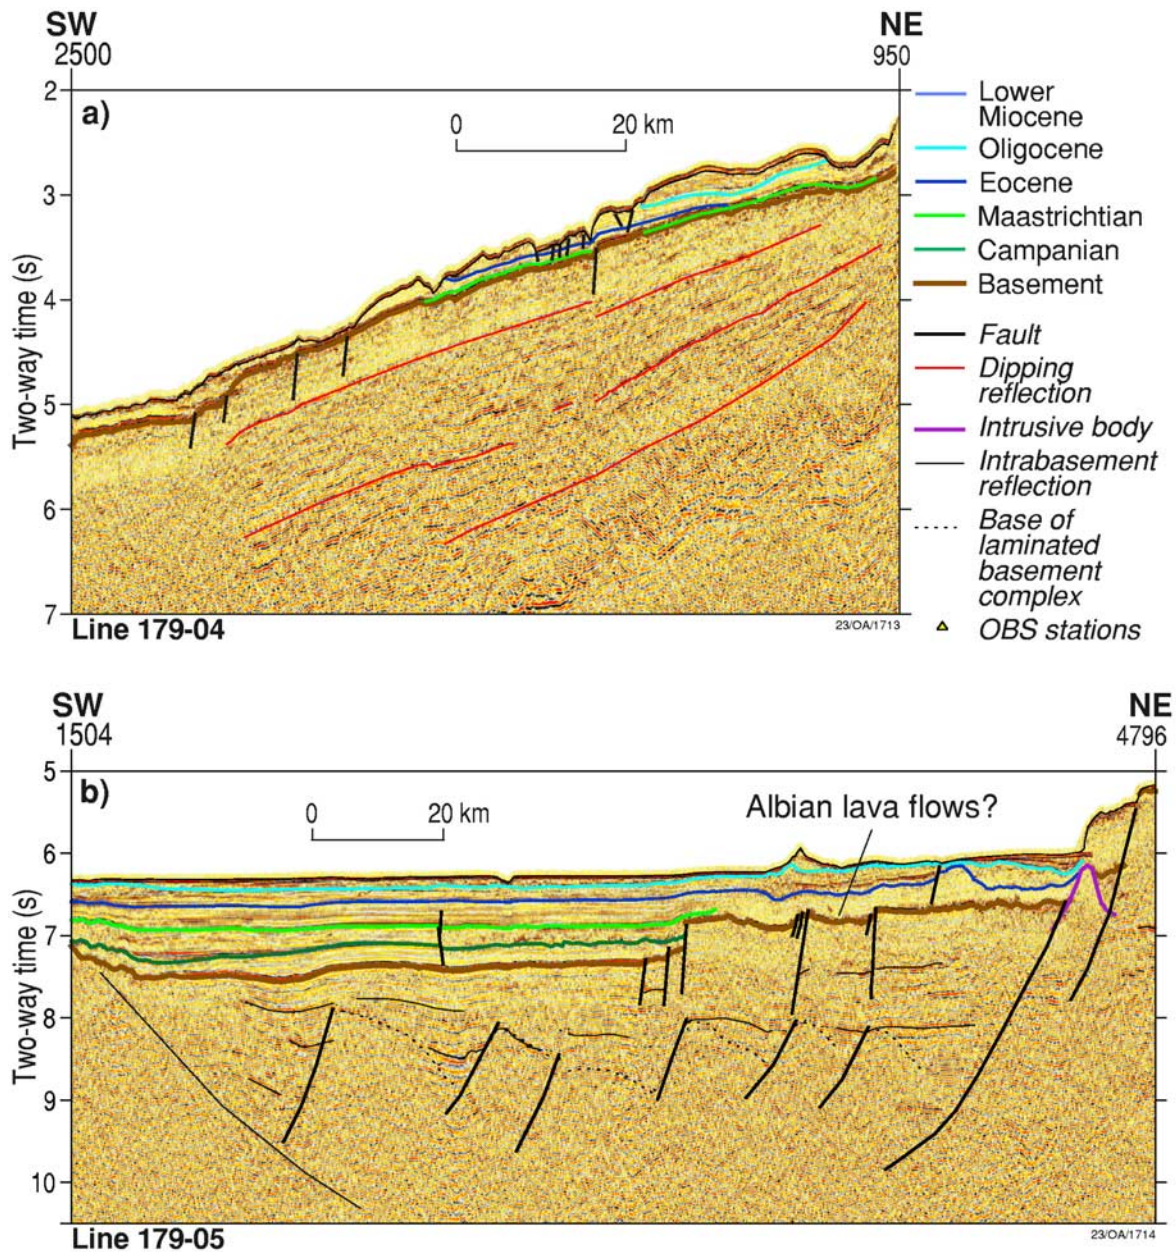 SW
NE
2500
950
2
a)
0 20 km
3
4
5
6
7
Two-way time (s)
Line 179-04
23/OA/1713
Lower
Miocene
Oligocene
Eocene
Maastrichtian
Campanian
Basement
Fault
Dipping
reflection
Intrusive body
Intrabasement
reflection
Base of
laminated
basement
complex
OBS stations
SW
NE
1504
4796
5
b)
0 20 km
Albian lava flows?
6
7
8
9
10
Two-way time (s)
Line 179-05
23/OA/1714